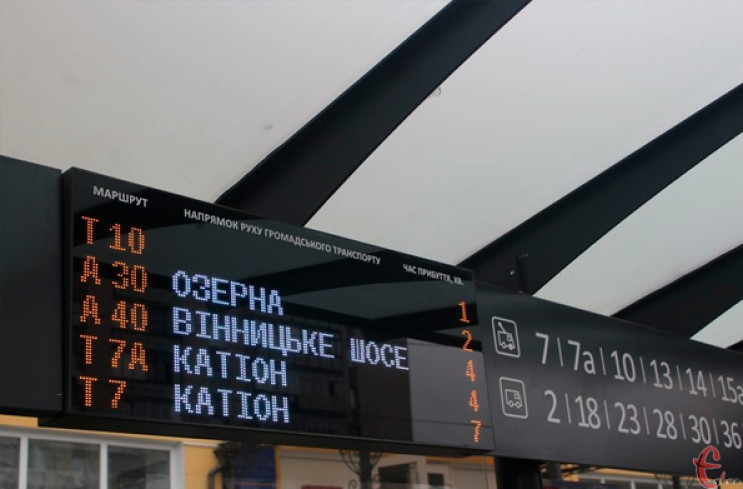 МАРШРУТ НАПРЯМОК РУХУ ГРОМАДСЬКОГО ТРАНСПОРТУ ЧАС ПРИБУТТЯ, ХВ.
Т 10 1
А 30 ОЗЕРНА 2
А 40 ВІННИЦЬКЕ ШОСЕ 4
Т 7А КАТІОН 4
Т 7 КАТІОН 7
7 | 7а | 10 | 13 | 14 | 15а
2 | 18 | 23 | 28 | 30 | 36